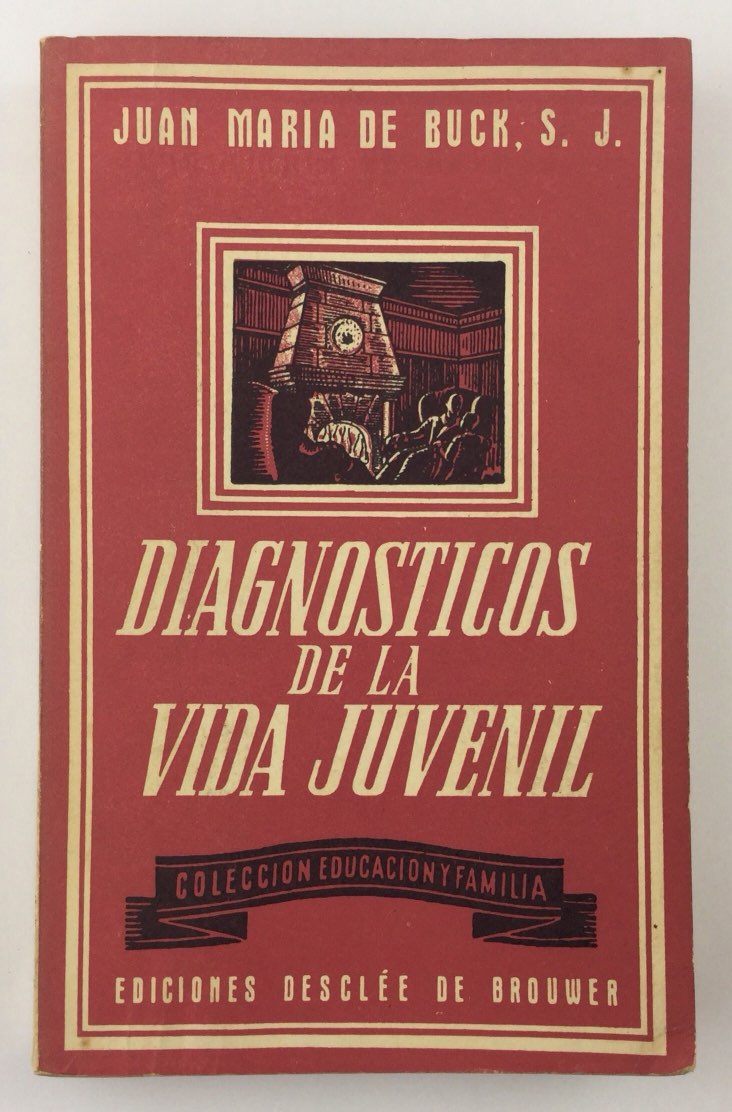 JUAN MARIA DE BUCK, S. J.
DIAGNOSTICOS
DE LA
VIDA JUVENIL
COLECCION EDUCACION Y FAMILIA
EDICIONES DESCLÉE DE BROUWER